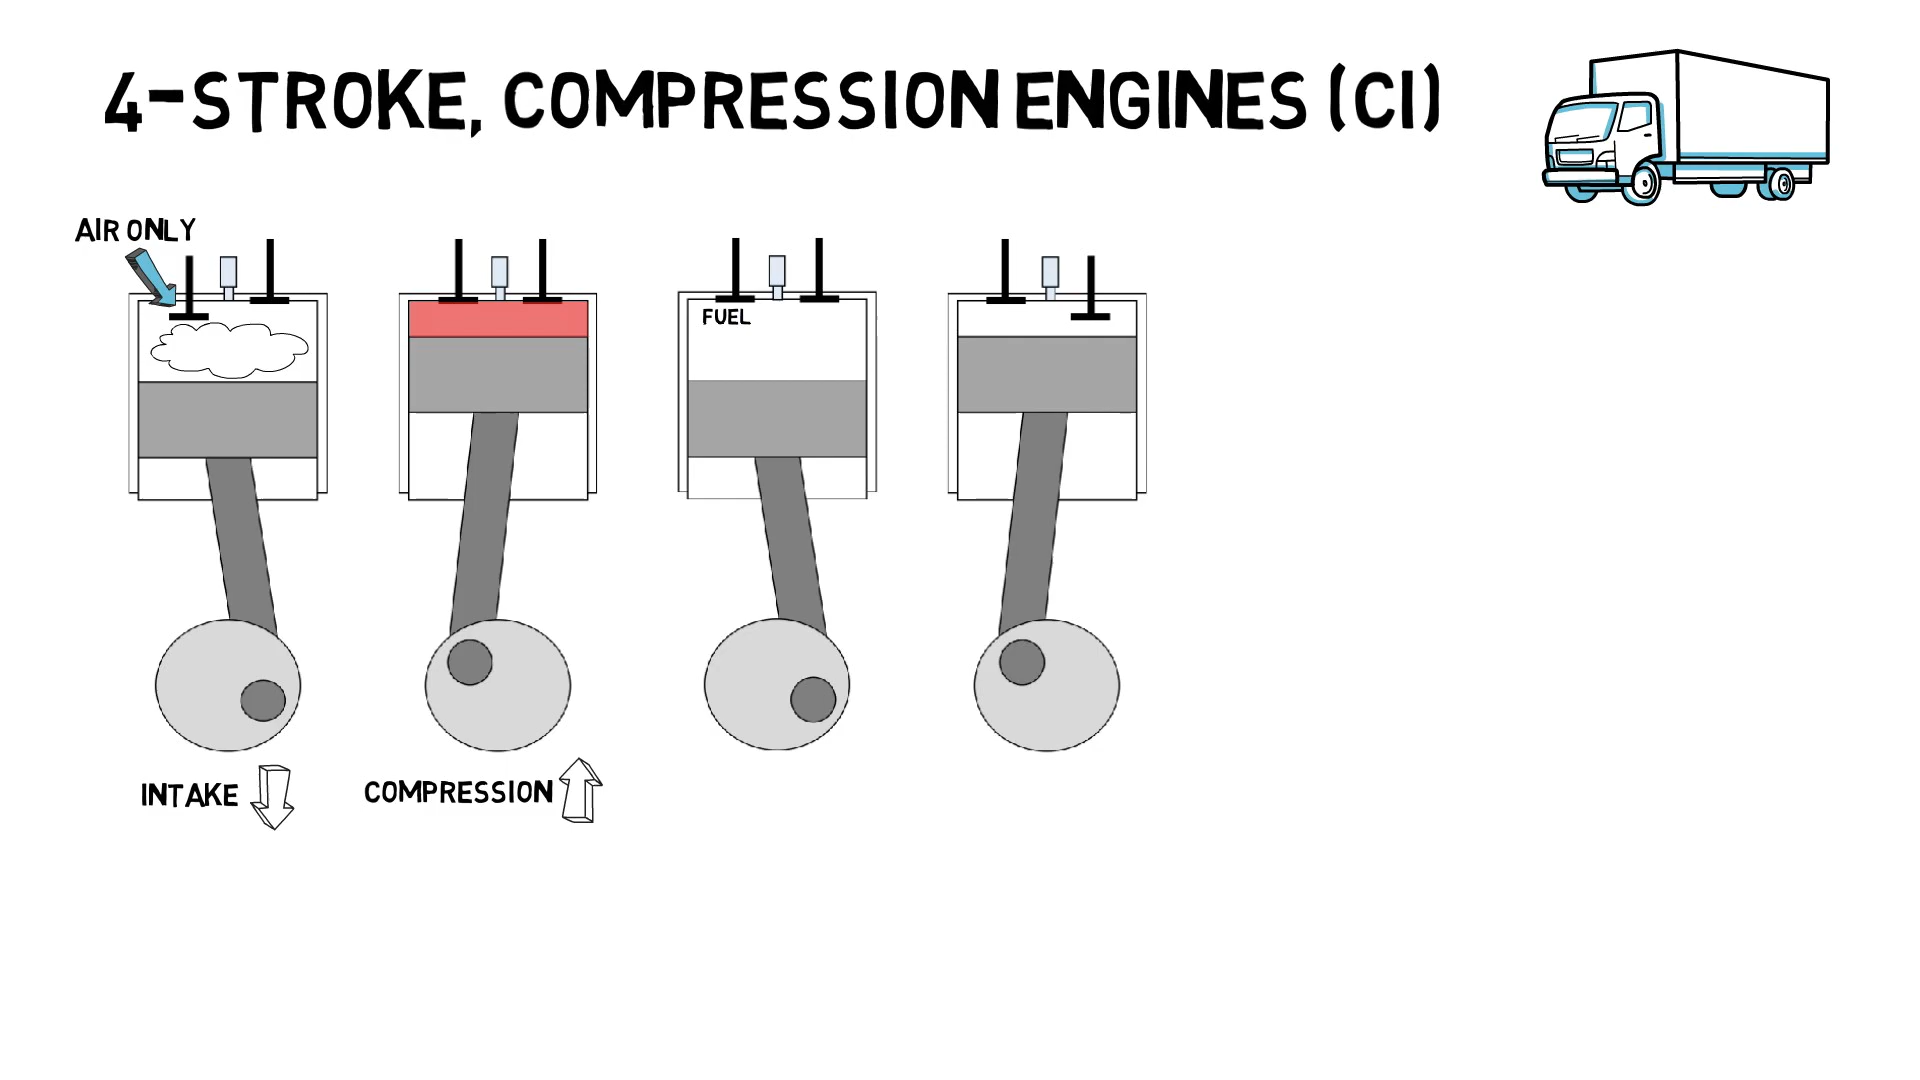 4-STROKE, COMPRESSION ENGINES (CI)
AIR ONLY
FUEL
INTAKE
COMPRESSION